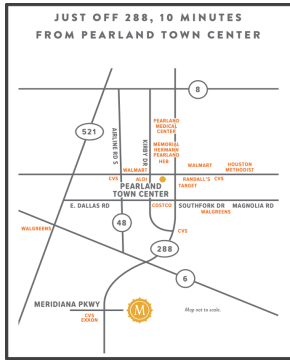 JUST OFF 288, 10 MINUTES
FROM PEARLAND TOWN CENTER
8
521
AIRLINE RD S
KIRBY DR
PEARLAND
MEDICAL
CENTER
MEMORIAL
HERMANN
PEARLAND
HEB
WALMART
WALMART
HOUSTON
METHODIST
CVS
ALDI
RANDALL'S
CVS
PEARLAND
TOWN CENTER
TARGET
E. DALLAS RD
COSTCO
SOUTHFORK DR
MAGNOLIA RD
WALGREENS
48
WALGREENS
CVS
288
6
MERIDIANA PKWY
M
Map not to scale.
CVS
EXXON